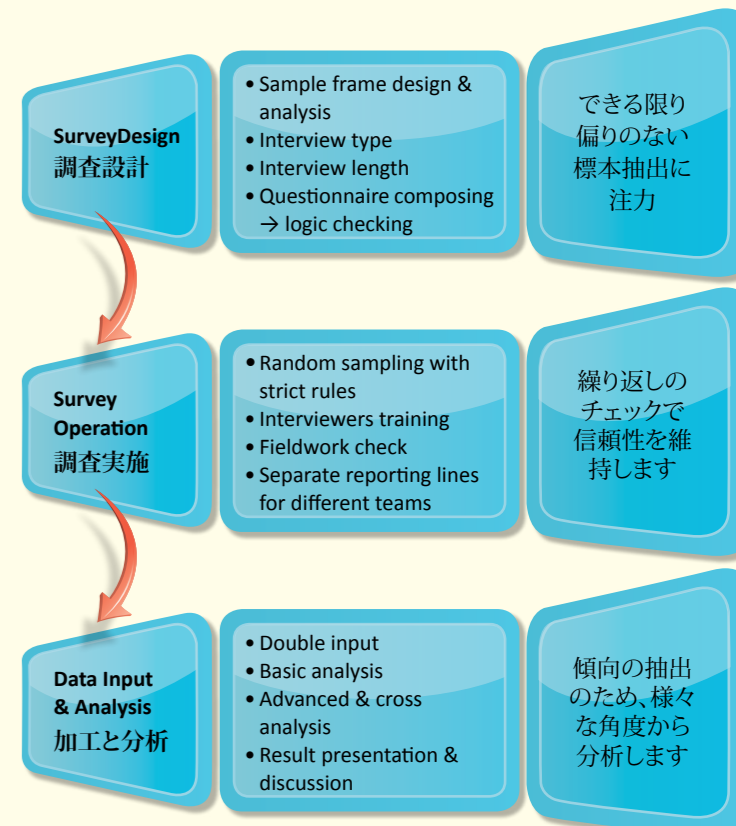 SurveyDesign
調査設計
• Sample frame design &
analysis
• Interview type
• Interview length
• Questionnaire composing
→ logic checking
できる限り
偏りのない
標本抽出に
注力
Survey
Operation
調査実施
• Random sampling with
strict rules
• Interviewers training
• Fieldwork check
• Separate reporting lines
for different teams
繰り返しの
チェックで
信頼性を維
持します
Data Input
& Analysis
加工と分析
• Double input
• Basic analysis
• Advanced & cross
analysis
• Result presentation &
discussion
傾向の抽出
のため、様々
な角度から
分析します